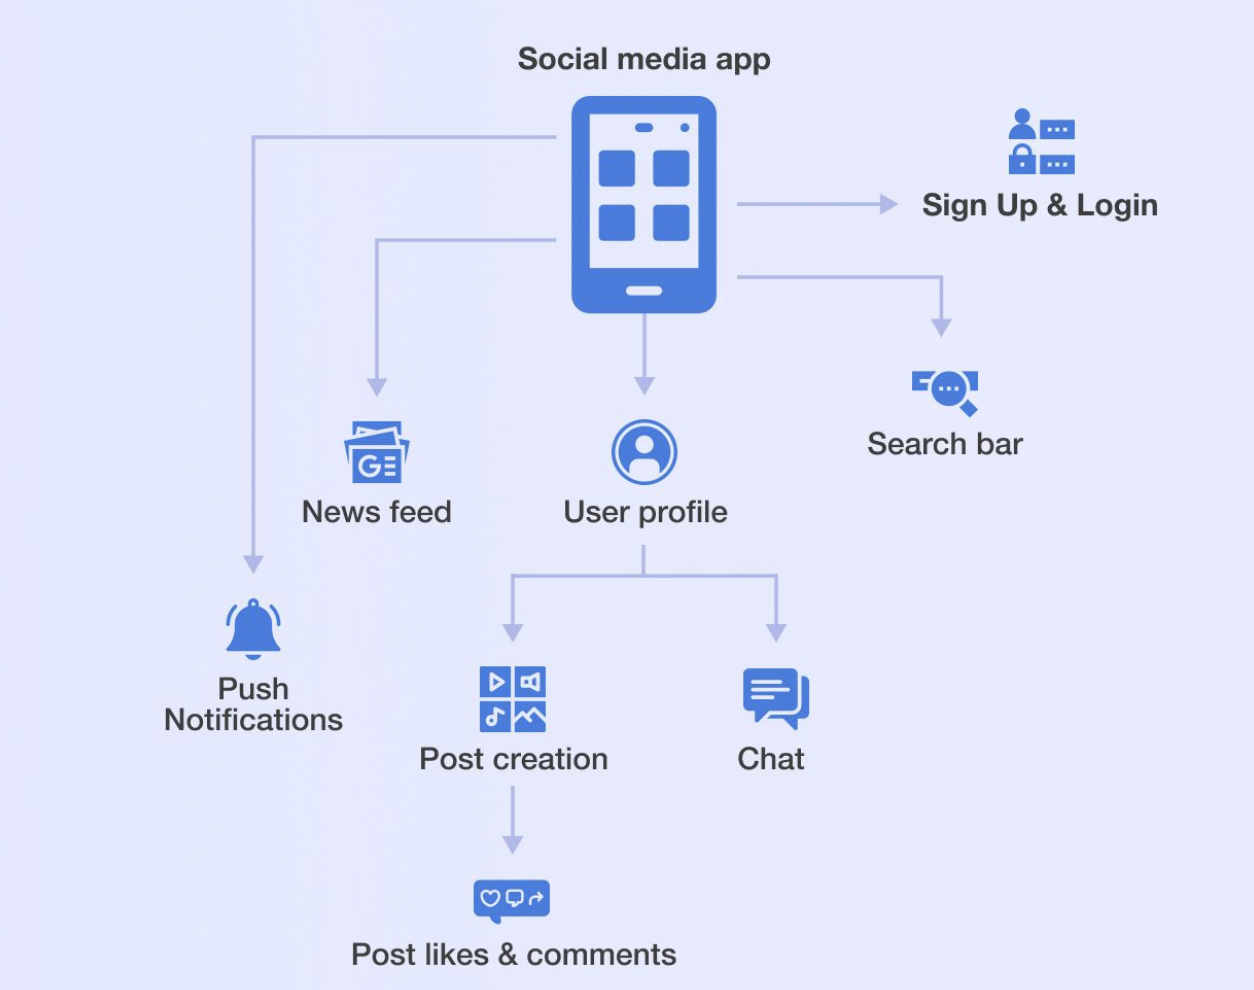 Social media app
Sign Up & Login
Search bar
GE
News feed
User profile
Push
Notifications
Post creation
Chat
Post likes & comments